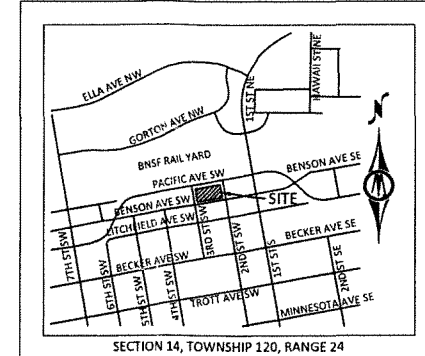 ELLA AVE NW
HAWAII ST NE
1ST ST NE
GORTON AVE NW
N
BNSF RAIL YARD
PACIFIC AVE SW
BENSON AVE SE
BENSON AVE SW
SITE
LITCHFIELD AVE SW
3RD ST SW
7TH ST SW
6TH ST SW
5TH ST SW
4TH ST SW
2ND ST SW
1ST ST S
BECKER AVE SE
BECKER AVE SW
2ND ST SE
TROTT AVE SW
MINNESOTA AVE SE
SECTION 14, TOWNSHIP 120, RANGE 24